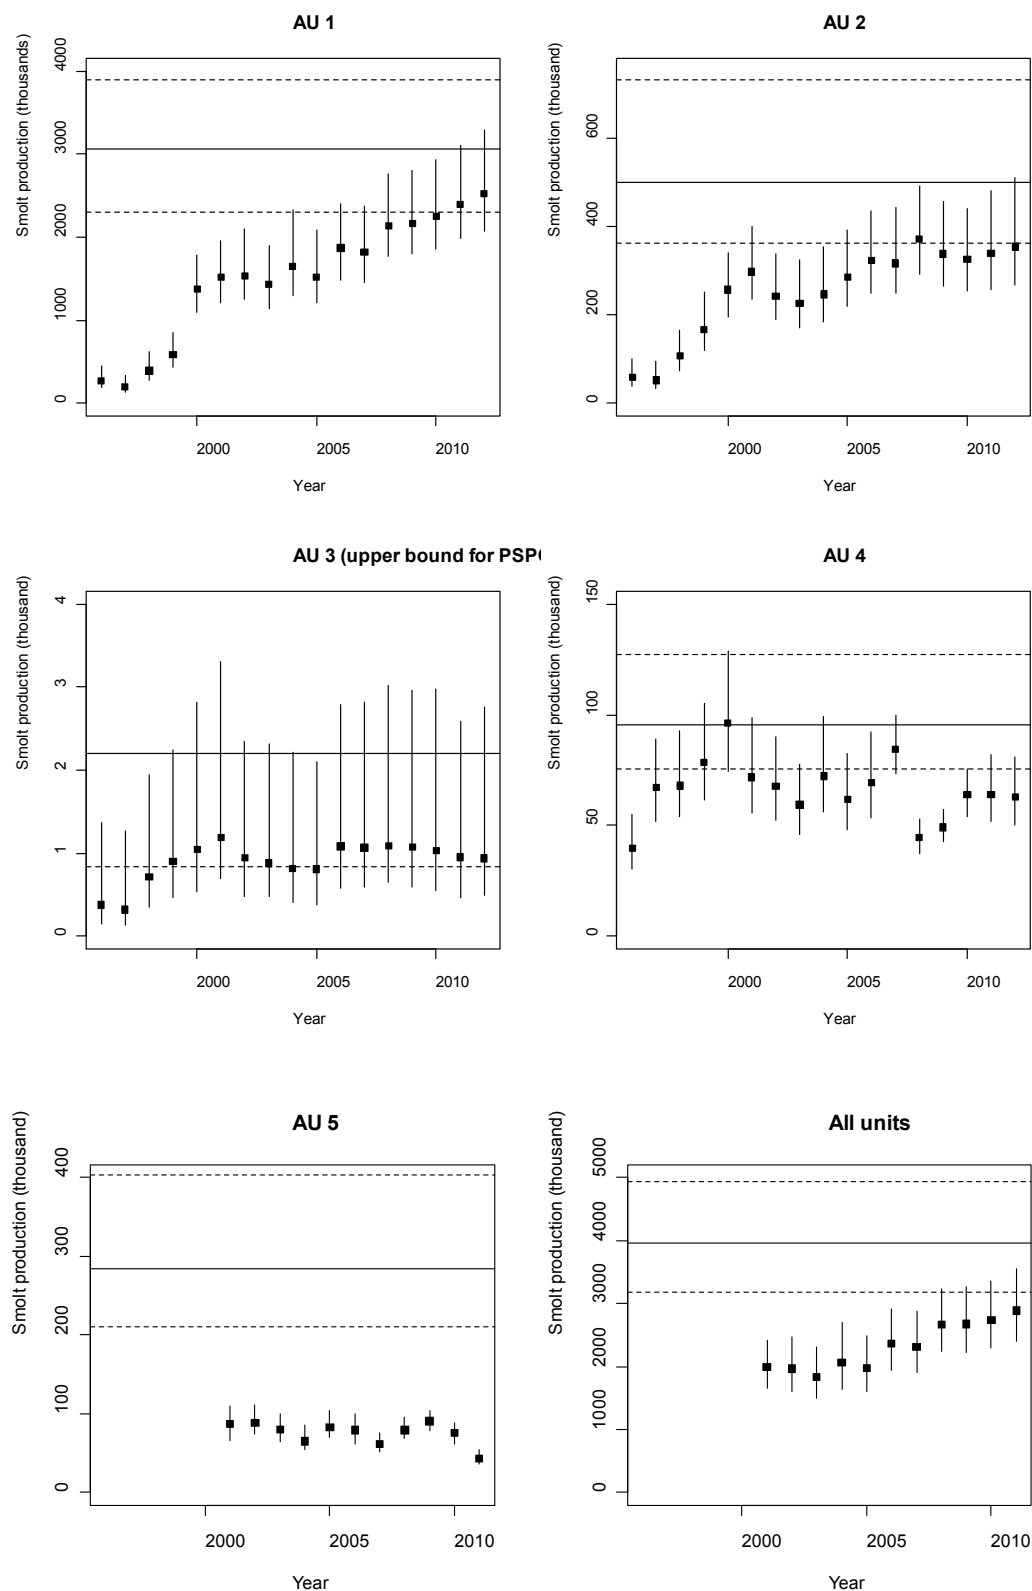 AU 1
Smolt production (thousands)
4000
3000
2000
1000
0
2000
2005
2010
Year
AU 2
Smolt production (thousand)
600
400
200
0
2000
2005
2010
Year
AU 3 (upper bound for PSP
Smolt production (thousand)
4
3
2
1
0
2000
2005
2010
Year
AU 4
Smolt production (thousand)
150
100
50
0
2000
2005
2010
Year
AU 5
Smolt production (thousand)
400
300
200
100
0
2000
2005
2010
Year
All units
Smolt production (thousand)
5000
4000
3000
2000
1000
0
2000
2005
2010
Year